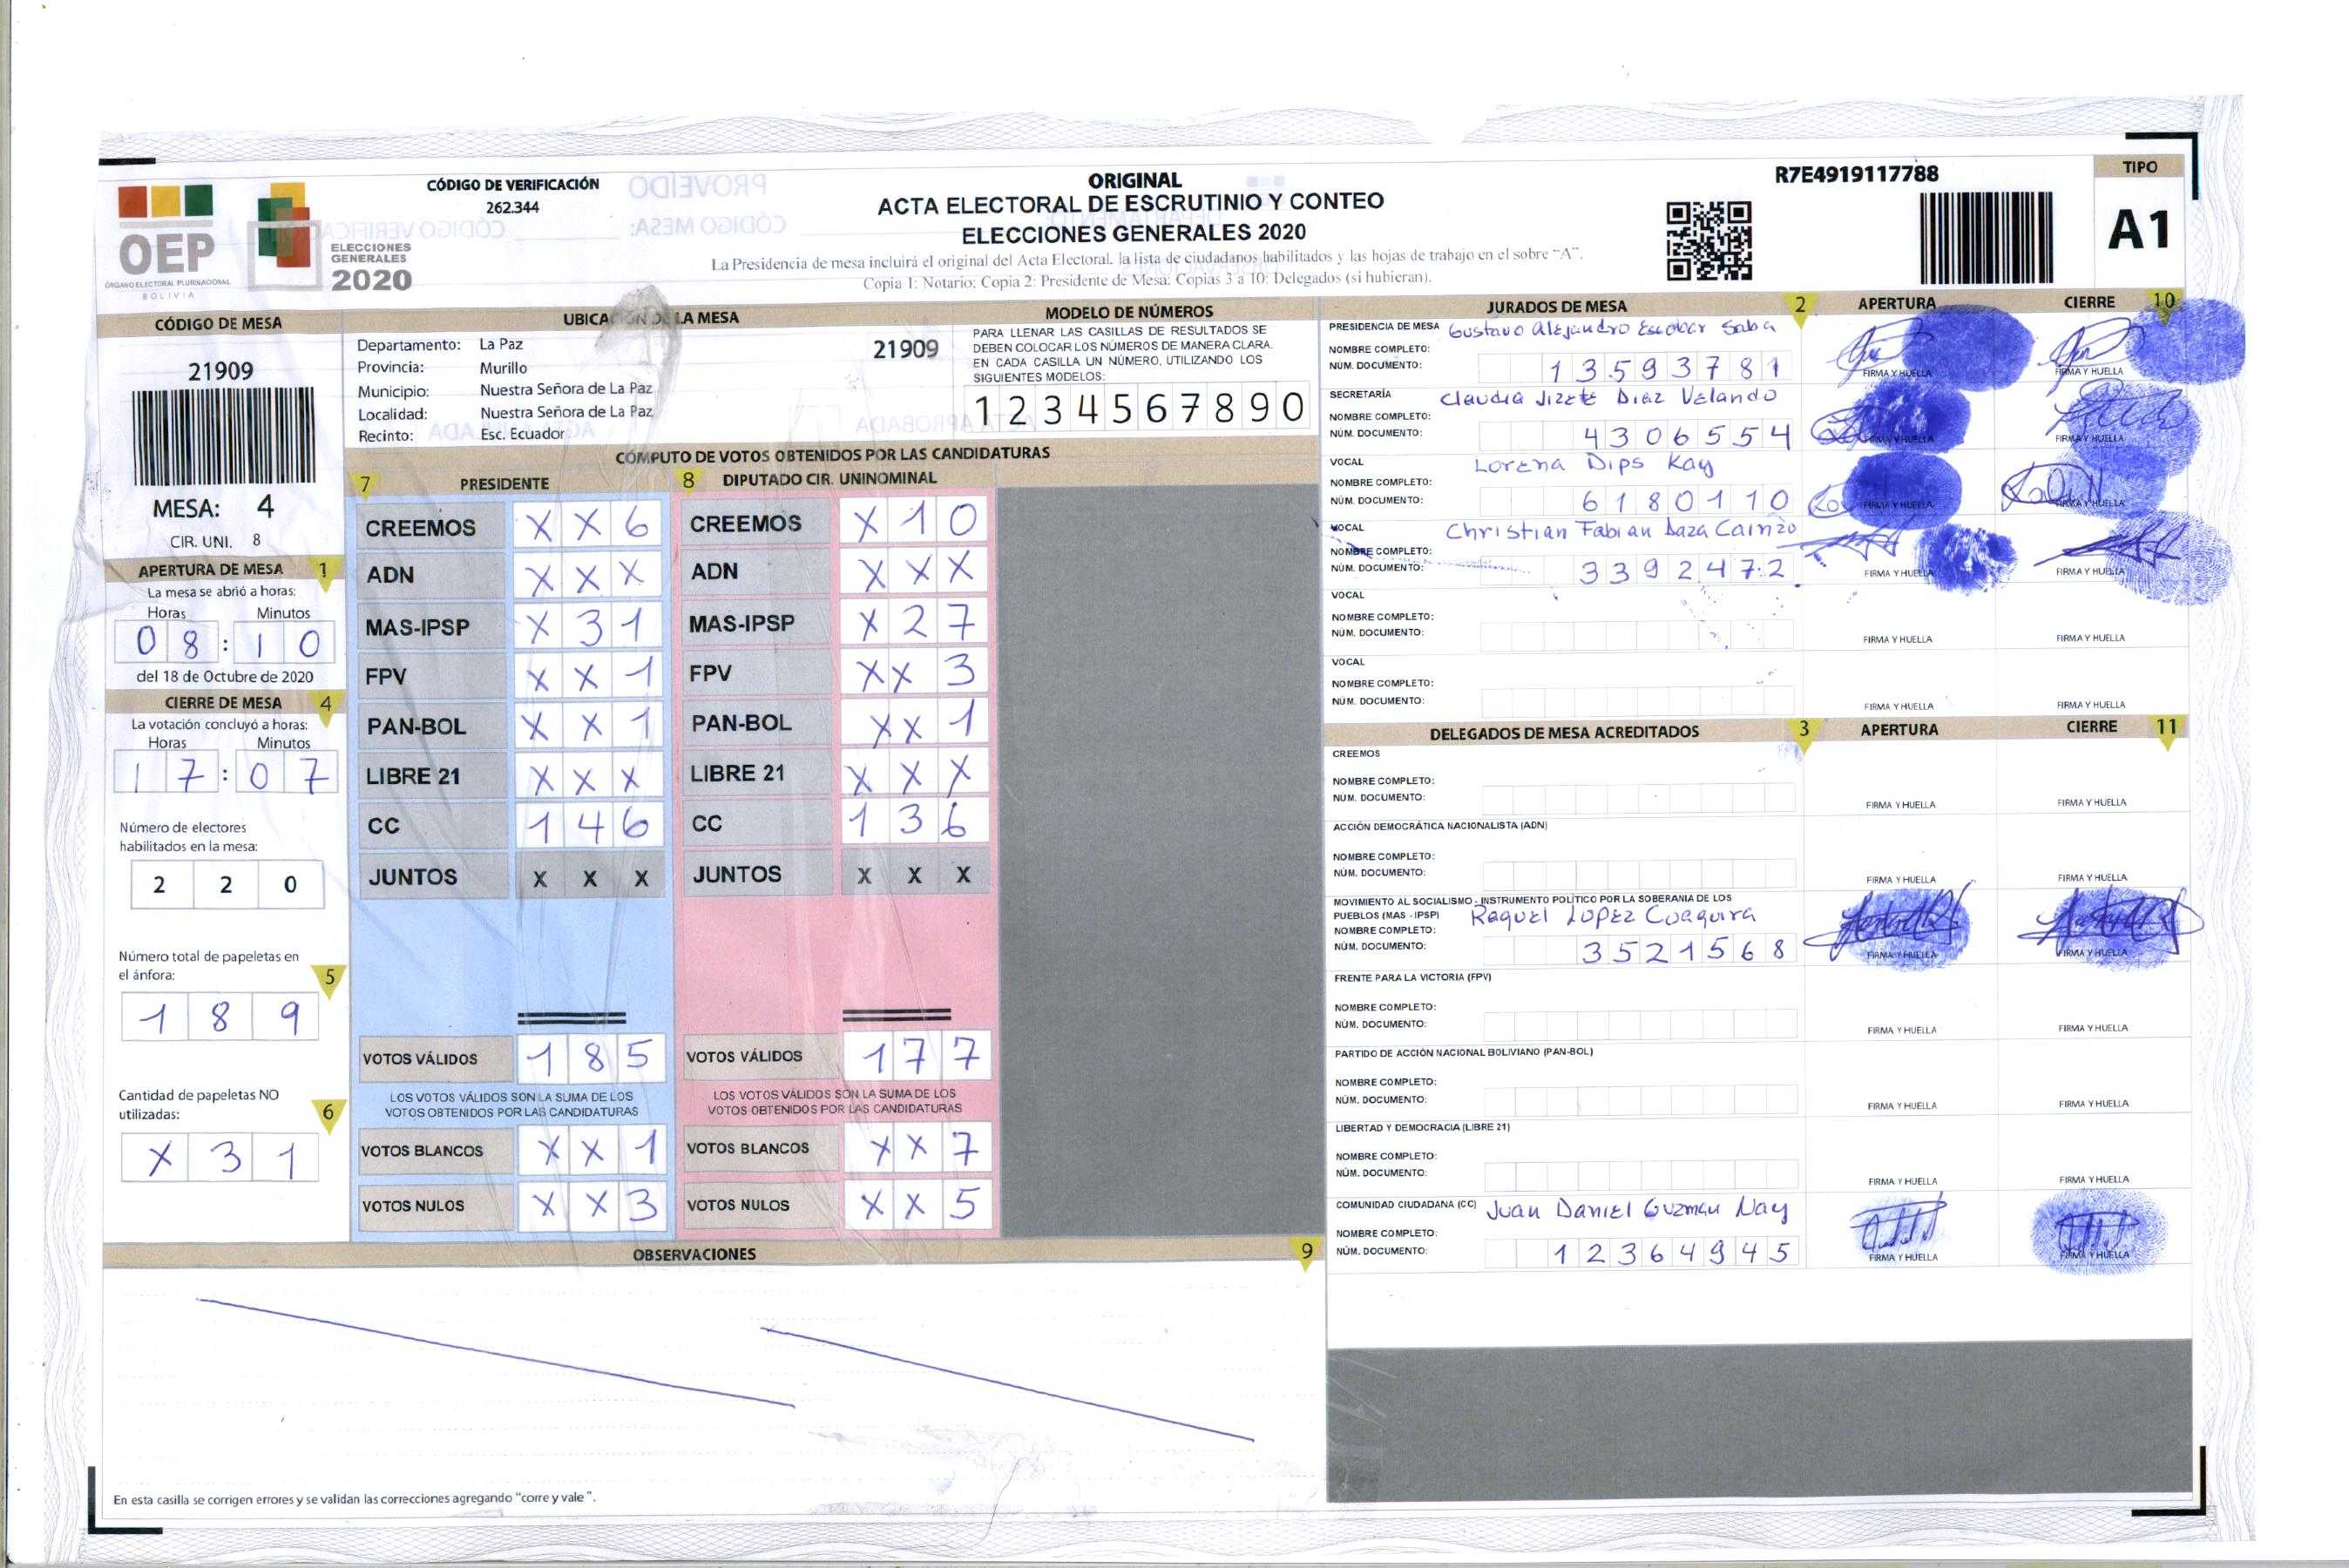 R7E4919117788
TIPO
A1
OEP
ÓRGANO ELECTORAL PLURINACIONAL
BOLIVIA
ELECCIONES
GENERALES
2020
CÓDIGO DE VERIFICACIÓN
262.344
ORIGINAL
ACTA ELECTORAL DE ESCRUTINIO Y CONTEO
ELECCIONES GENERALES 2020
La Presidencia de mesa incluirá el original del Acta Electoral, la lista de ciudadanos habilitados y las hojas de trabajo en el sobre "A".
Copia 1: Notario; Copia 2: Presidente de Mesa; Copias 3 a 10: Delegados (si hubieran).
CÓDIGO DE MESA
21909
MESA: 4
CIR. UNI. 8
APERTURA DE MESA 1
La mesa se abrió a horas:
Horas Minutos
08:10
del 18 de Octubre de 2020
CIERRE DE MESA 4
La votación concluyó a horas:
Horas Minutos
17:07
Número de electores
habilitados en la mesa:
2 2 0
Número total de papeletas en
el ánfora: 5
1 8 9
Cantidad de papeletas NO
utilizadas: 6
X 3 1
UBICACIÓN DE LA MESA
Departamento: La Paz 21909
Provincia: Murillo
Municipio: Nuestra Señora de La Paz
Localidad: Nuestra Señora de La Paz
Recinto: Esc. Ecuador
MODELO DE NÚMEROS
PARA LLENAR LAS CASILLAS DE RESULTADOS SE
DEBEN COLOCAR LOS NÚMEROS DE MANERA CLARA.
EN CADA CASILLA UN NÚMERO, UTILIZANDO LOS
SIGUIENTES MODELOS:
1 2 3 4 5 6 7 8 9 0
CÓMPUTO DE VOTOS OBTENIDOS POR LAS CANDIDATURAS
7 PRESIDENTE 8 DIPUTADO CIR. UNINOMINAL
CREEMOS X X 6 CREEMOS X 1 0
ADN X X X ADN X X X
MAS-IPSP X 3 1 MAS-IPSP X 2 7
FPV X X 1 FPV X X 3
PAN-BOL X X 1 PAN-BOL X X 1
LIBRE 21 X X X LIBRE 21 X X X
CC 1 4 6 CC 1 3 6
JUNTOS X X X JUNTOS X X X
VOTOS VÁLIDOS 1 8 5 VOTOS VÁLIDOS 1 7 7
LOS VOTOS VÁLIDOS SON LA SUMA DE LOS LOS VOTOS VÁLIDOS SON LA SUMA DE LOS
VOTOS OBTENIDOS POR LAS CANDIDATURAS VOTOS OBTENIDOS POR LAS CANDIDATURAS
VOTOS BLANCOS X X 1 VOTOS BLANCOS X X 7
VOTOS NULOS X X 3 VOTOS NULOS X X 5
OBSERVACIONES 9
En esta casilla se corrigen errores y se validan las correcciones agregando "corre y vale".
JURADOS DE MESA 2 APERTURA CIERRE 10
PRESIDENCIA DE MESA Gustavo Alejandro Escobar Saba
NOMBRE COMPLETO:
NÚM. DOCUMENTO: 13593781 FIRMA Y HUELLA FIRMA Y HUELLA
SECRETARÍA Claudia Jizete Diaz Velando
NOMBRE COMPLETO:
NÚM. DOCUMENTO: 4306554 FIRMA Y HUELLA FIRMA Y HUELLA
VOCAL Lorena Dips Kay
NOMBRE COMPLETO:
NÚM. DOCUMENTO: 6180110 FIRMA Y HUELLA FIRMA Y HUELLA
VOCAL Christian Fabian Daza Cainzo
NOMBRE COMPLETO:
NÚM. DOCUMENTO: 3392472 FIRMA Y HUELLA FIRMA Y HUELLA
VOCAL
NOMBRE COMPLETO:
NÚM. DOCUMENTO: FIRMA Y HUELLA FIRMA Y HUELLA
VOCAL
NOMBRE COMPLETO:
NÚM. DOCUMENTO: FIRMA Y HUELLA FIRMA Y HUELLA
DELEGADOS DE MESA ACREDITADOS 3 APERTURA CIERRE 11
CREEMOS
NOMBRE COMPLETO:
NÚM. DOCUMENTO: FIRMA Y HUELLA FIRMA Y HUELLA
ACCIÓN DEMOCRÁTICA NACIONALISTA (ADN)
NOMBRE COMPLETO:
NÚM. DOCUMENTO: FIRMA Y HUELLA FIRMA Y HUELLA
MOVIMIENTO AL SOCIALISMO - INSTRUMENTO POLÍTICO POR LA SOBERANIA DE LOS
PUEBLOS (MAS - IPSP) Raquel Lopez Coaquira
NOMBRE COMPLETO:
NÚM. DOCUMENTO: 3521568 FIRMA Y HUELLA FIRMA Y HUELLA
FRENTE PARA LA VICTORIA (FPV)
NOMBRE COMPLETO:
NÚM. DOCUMENTO: FIRMA Y HUELLA FIRMA Y HUELLA
PARTIDO DE ACCIÓN NACIONAL BOLIVIANO (PAN-BOL)
NOMBRE COMPLETO:
NÚM. DOCUMENTO: FIRMA Y HUELLA FIRMA Y HUELLA
LIBERTAD Y DEMOCRACIA (LIBRE 21)
NOMBRE COMPLETO:
NÚM. DOCUMENTO: FIRMA Y HUELLA FIRMA Y HUELLA
COMUNIDAD CIUDADANA (CC) Juan Daniel Guzman Nay
NOMBRE COMPLETO:
NÚM. DOCUMENTO: 12364945 FIRMA Y HUELLA FIRMA Y HUELLA